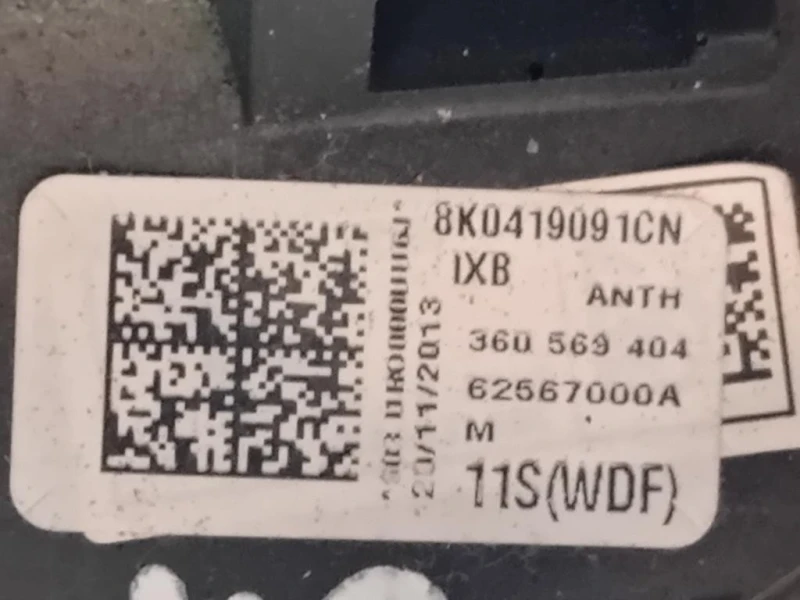 8K0419091CN
IXB
ANTH
360 569 404
62567000A
M
11S(WDF)
20/11/2013